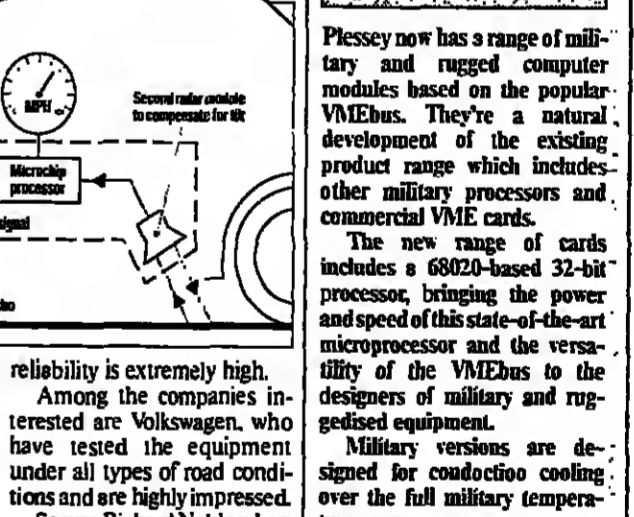 MPH
Second radar module
to compensate for tilt
Microchip
processor
signal
reliability is extremely high.
Among the companies in-
terested are Volkswagen, who
have tested the equipment
under all types of road condi-
tions and are highly impressed.
Plessey now has a range of mili-
tary and rugged computer
modules based on the popular
VMEbus. They're a natural
development of the existing
product range which includes
other military processors and
commercial VME cards.
The new range of cards
includes a 68020-based 32-bit
processor, bringing the power
and speed of this state-of-the-art
microprocessor and the versa-
tility of the VMEbus to the
designers of military and rug-
gedised equipment.
Military versions are de-
signed for conduction cooling
over the full military tempera-